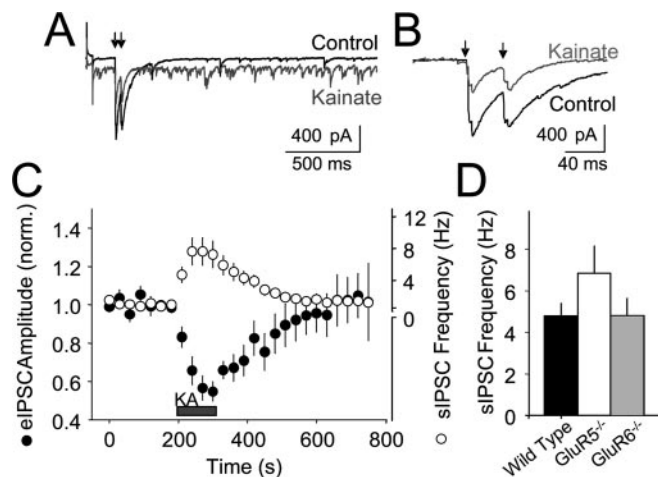 A
Control
Kainate
400 pA
500 ms
B
Kainate
Control
400 pA
40 ms
C
eIPSCAmplitude (norm.)
1.4
1.2
1.0
0.8
0.6
0.4
KA
0 200 400 600 800
Time (s)
12
8
4
0
sIPSC Frequency (Hz)
D
sIPSC Frequency (Hz)
8
6
4
2
0
Wild Type
GluR5-/-
GluR6-/-